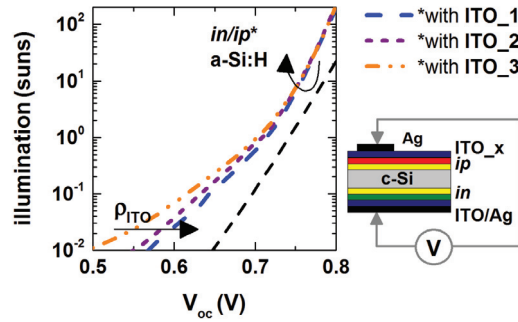 illumination (suns)
10²
10¹
10⁰
10⁻¹
10⁻²
in/ip*
a-Si:H
ρITO
0.5 0.6 0.7 0.8
Voc (V)
*with ITO_1
*with ITO_2
*with ITO_3
Ag
ITO_x
ip
c-Si
in
ITO/Ag
V